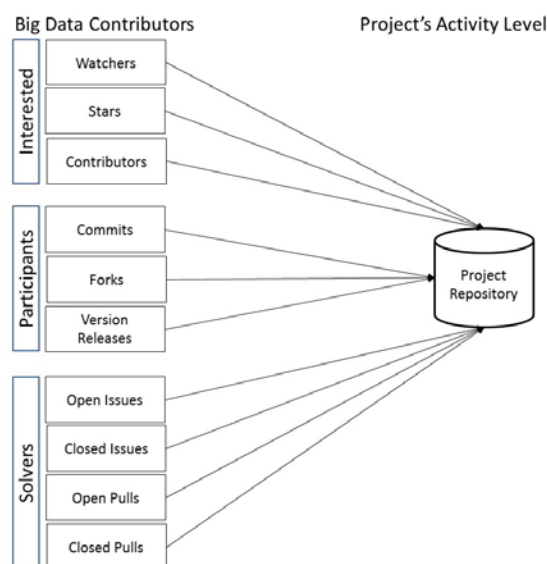 Big Data Contributors
Project's Activity Level
Interested
Watchers
Stars
Contributors
Participants
Commits
Forks
Version
Releases
Project
Repository
Solvers
Open Issues
Closed Issues
Open Pulls
Closed Pulls